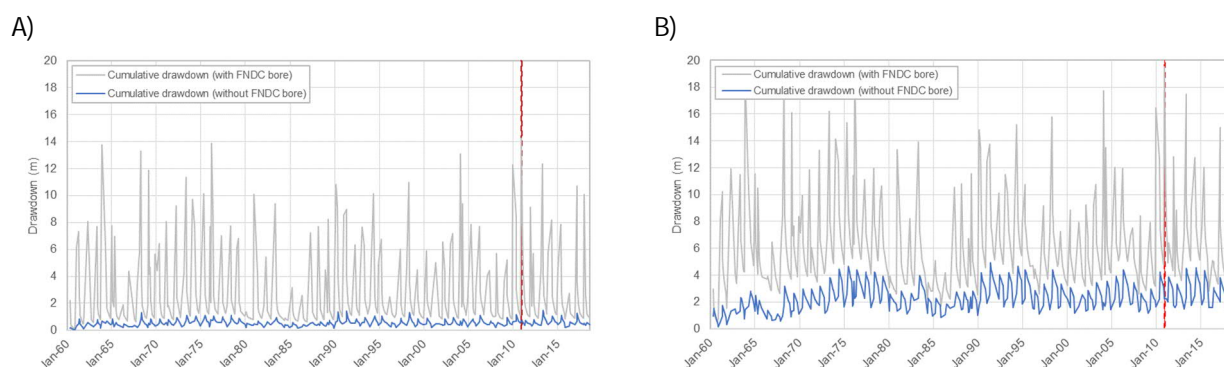 A)
20
18
16
14
12
10
8
6
4
2
0
Drawdown (m)
Cumulative drawdown (with FNDC bore)
Cumulative drawdown (without FNDC bore)
Jan-60
Jan-65
Jan-70
Jan-75
Jan-80
Jan-85
Jan-90
Jan-95
Jan-00
Jan-05
Jan-10
Jan-15
B)
20
18
16
14
12
10
8
6
4
2
0
Drawdown (m)
Cumulative drawdown (with FNDC bore)
Cumulative drawdown (without FNDC bore)
Jan-60
Jan-65
Jan-70
Jan-75
Jan-80
Jan-85
Jan-90
Jan-95
Jan-00
Jan-05
Jan-10
Jan-15